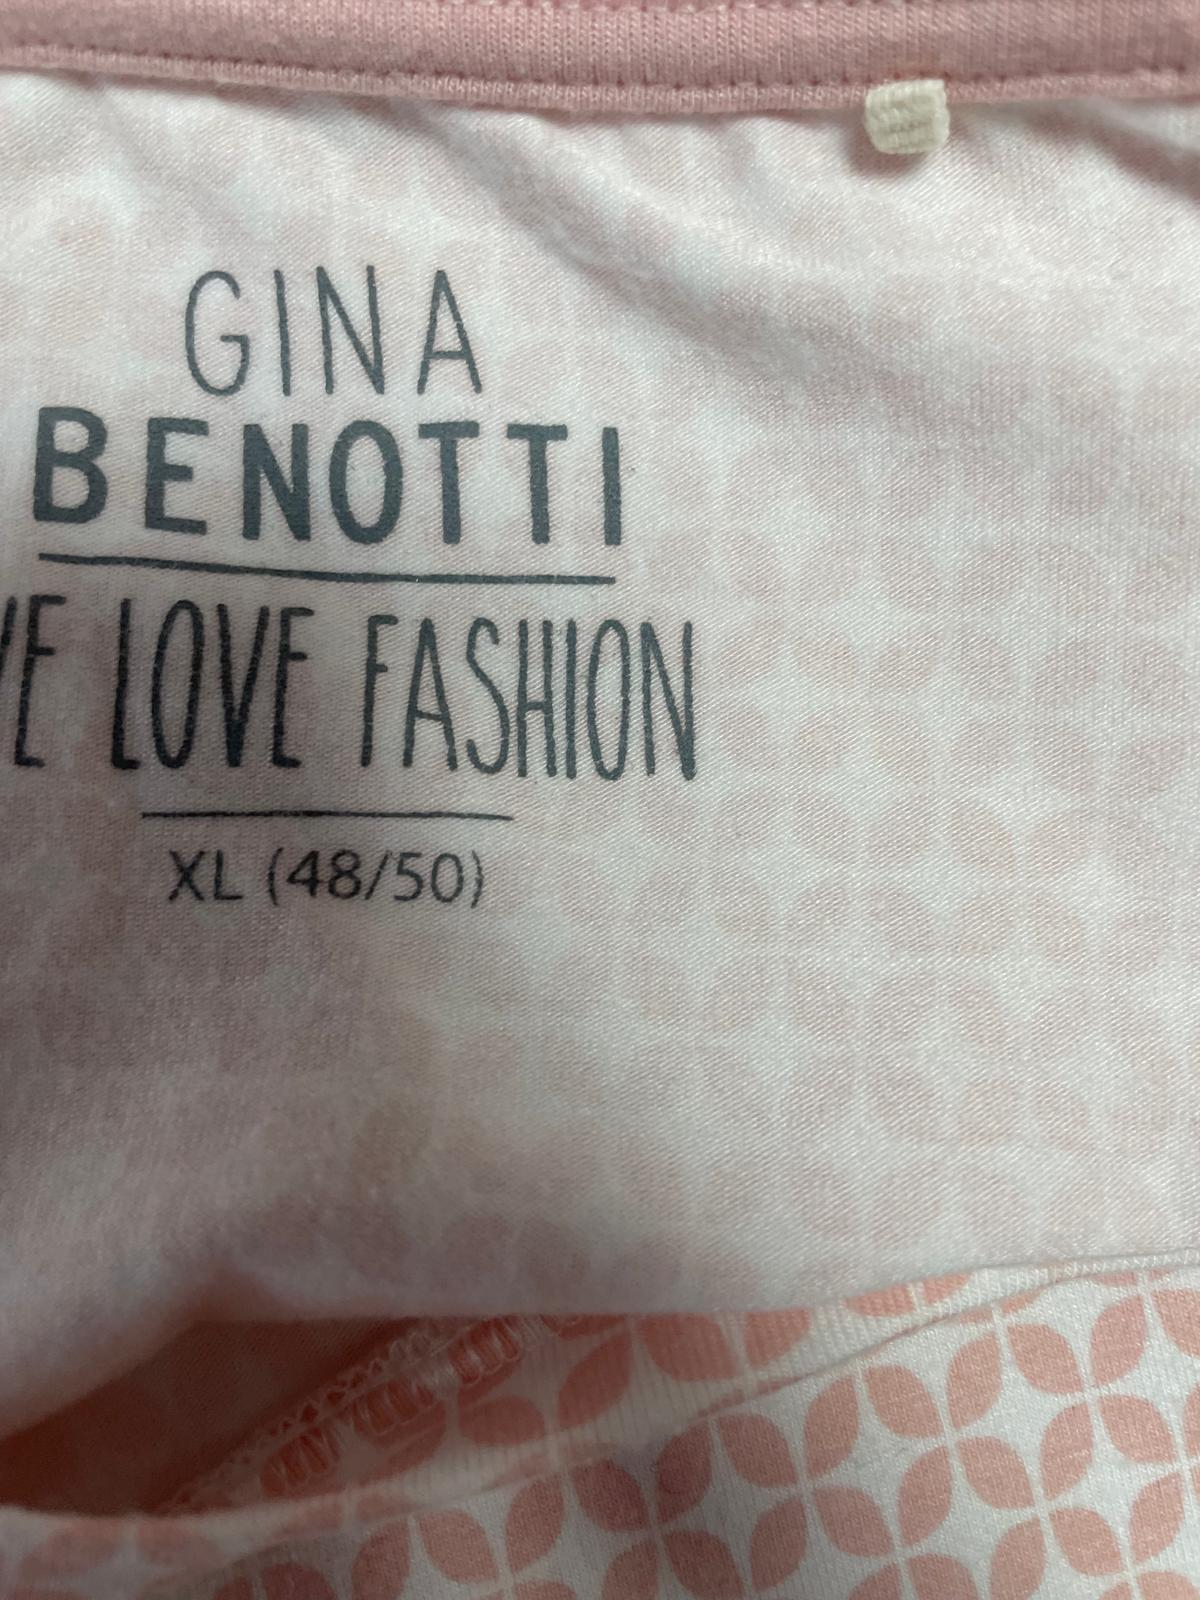 GINA
BENOTTI
E LOVE FASHION
XL (48/50)